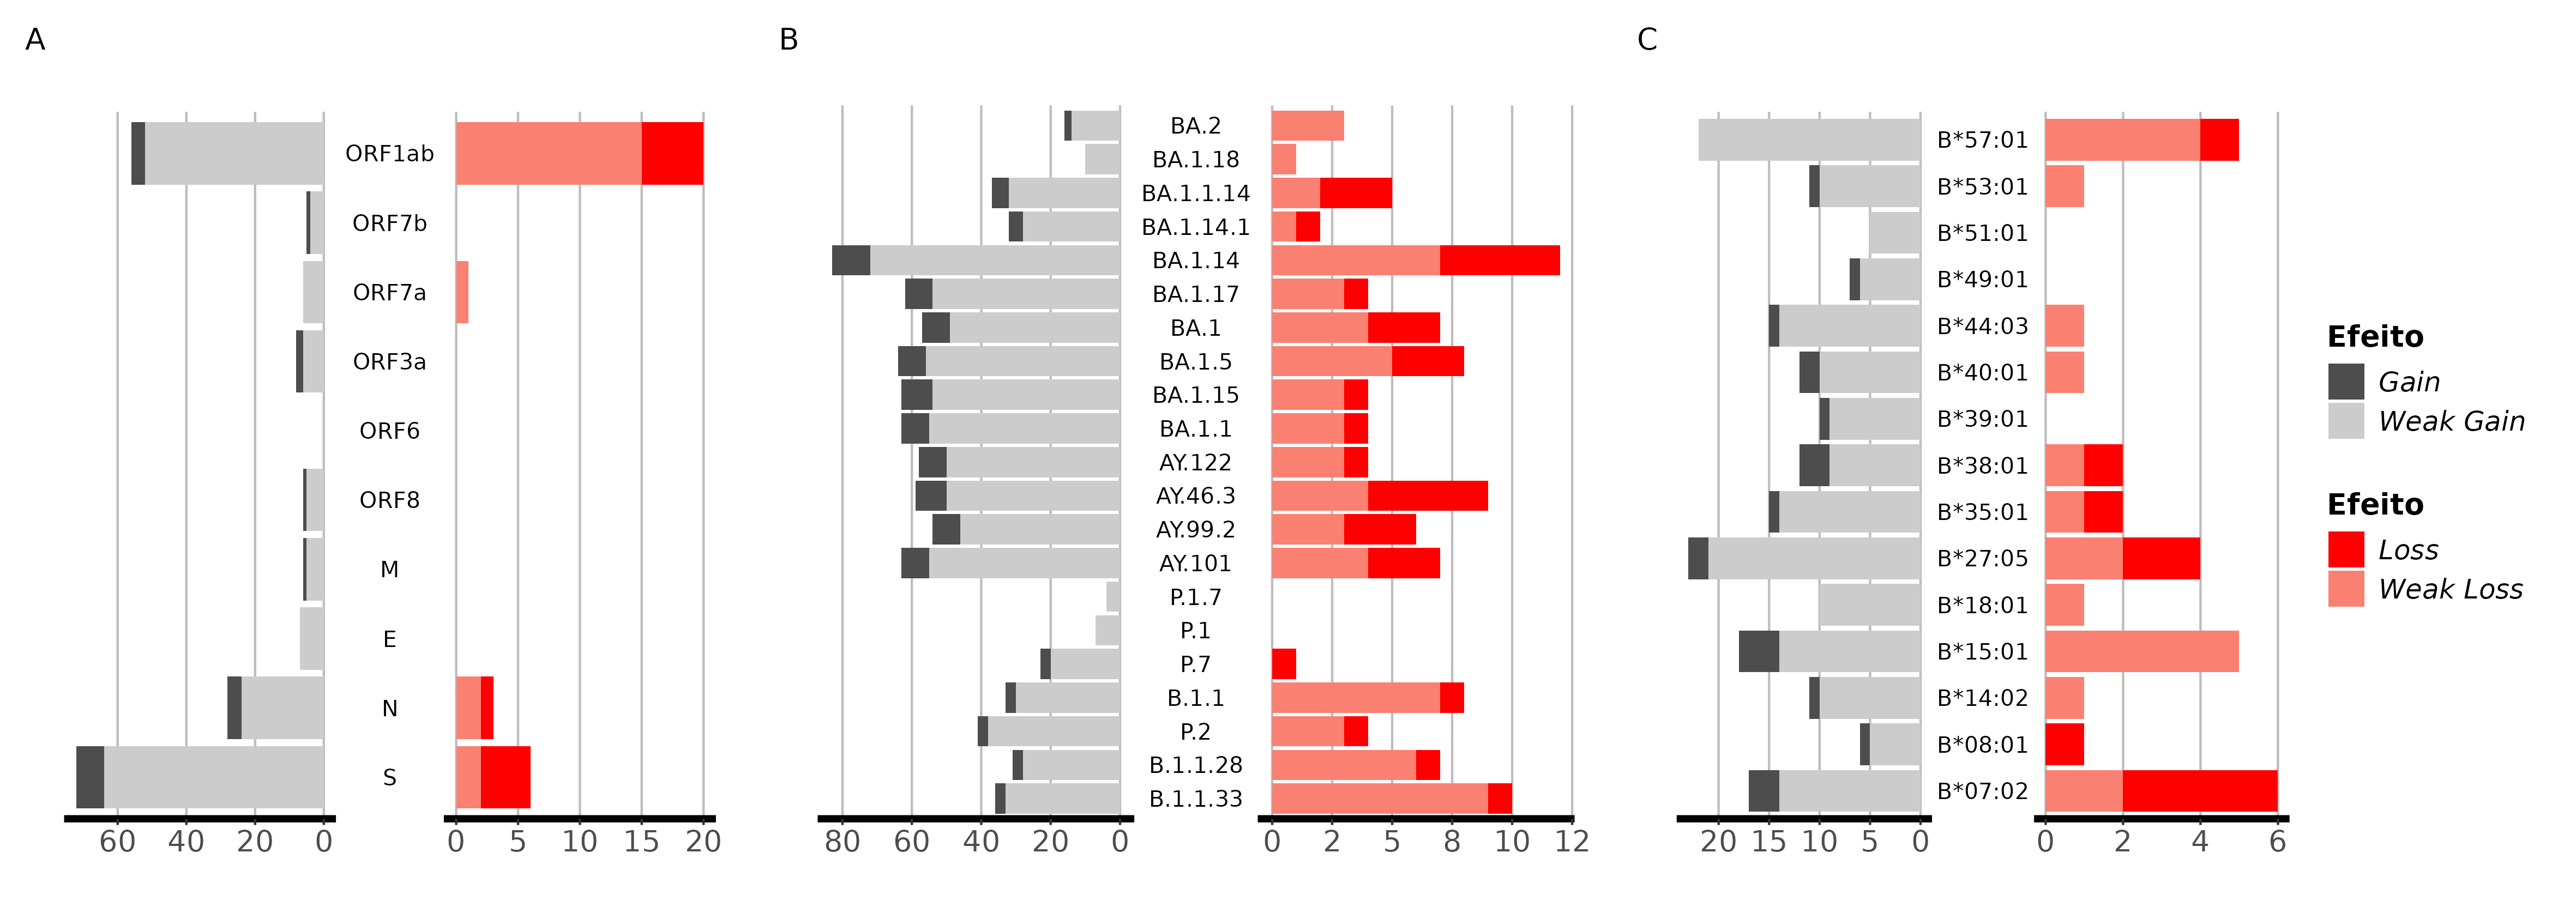 A
ORF1ab
ORF7b
ORF7a
ORF3a
ORF6
ORF8
M
E
N
S
60 40 20 0
0 5 10 15 20
B
BA.2
BA.1.18
BA.1.1.14
BA.1.14.1
BA.1.14
BA.1.17
BA.1
BA.1.5
BA.1.15
BA.1.1
AY.122
AY.46.3
AY.99.2
AY.101
P.1.7
P.1
P.7
B.1.1
P.2
B.1.1.28
B.1.1.33
80 60 40 20 0
0 2 5 8 10 12
C
B*57:01
B*53:01
B*51:01
B*49:01
B*44:03
B*40:01
B*39:01
B*38:01
B*35:01
B*27:05
B*18:01
B*15:01
B*14:02
B*08:01
B*07:02
20 15 10 5 0
0 2 4 6
Efeito
Gain
Weak Gain
Efeito
Loss
Weak Loss